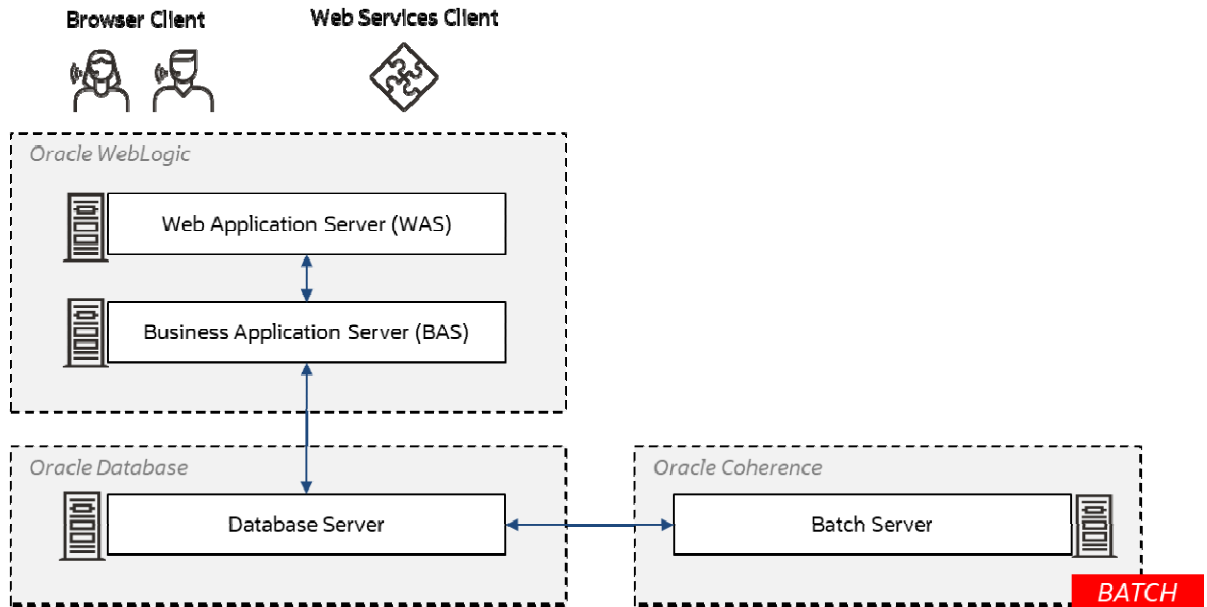 Browser Client
Web Services Client
Oracle WebLogic
Web Application Server (WAS)
Business Application Server (BAS)
Oracle Database
Database Server
Oracle Coherence
Batch Server
BATCH